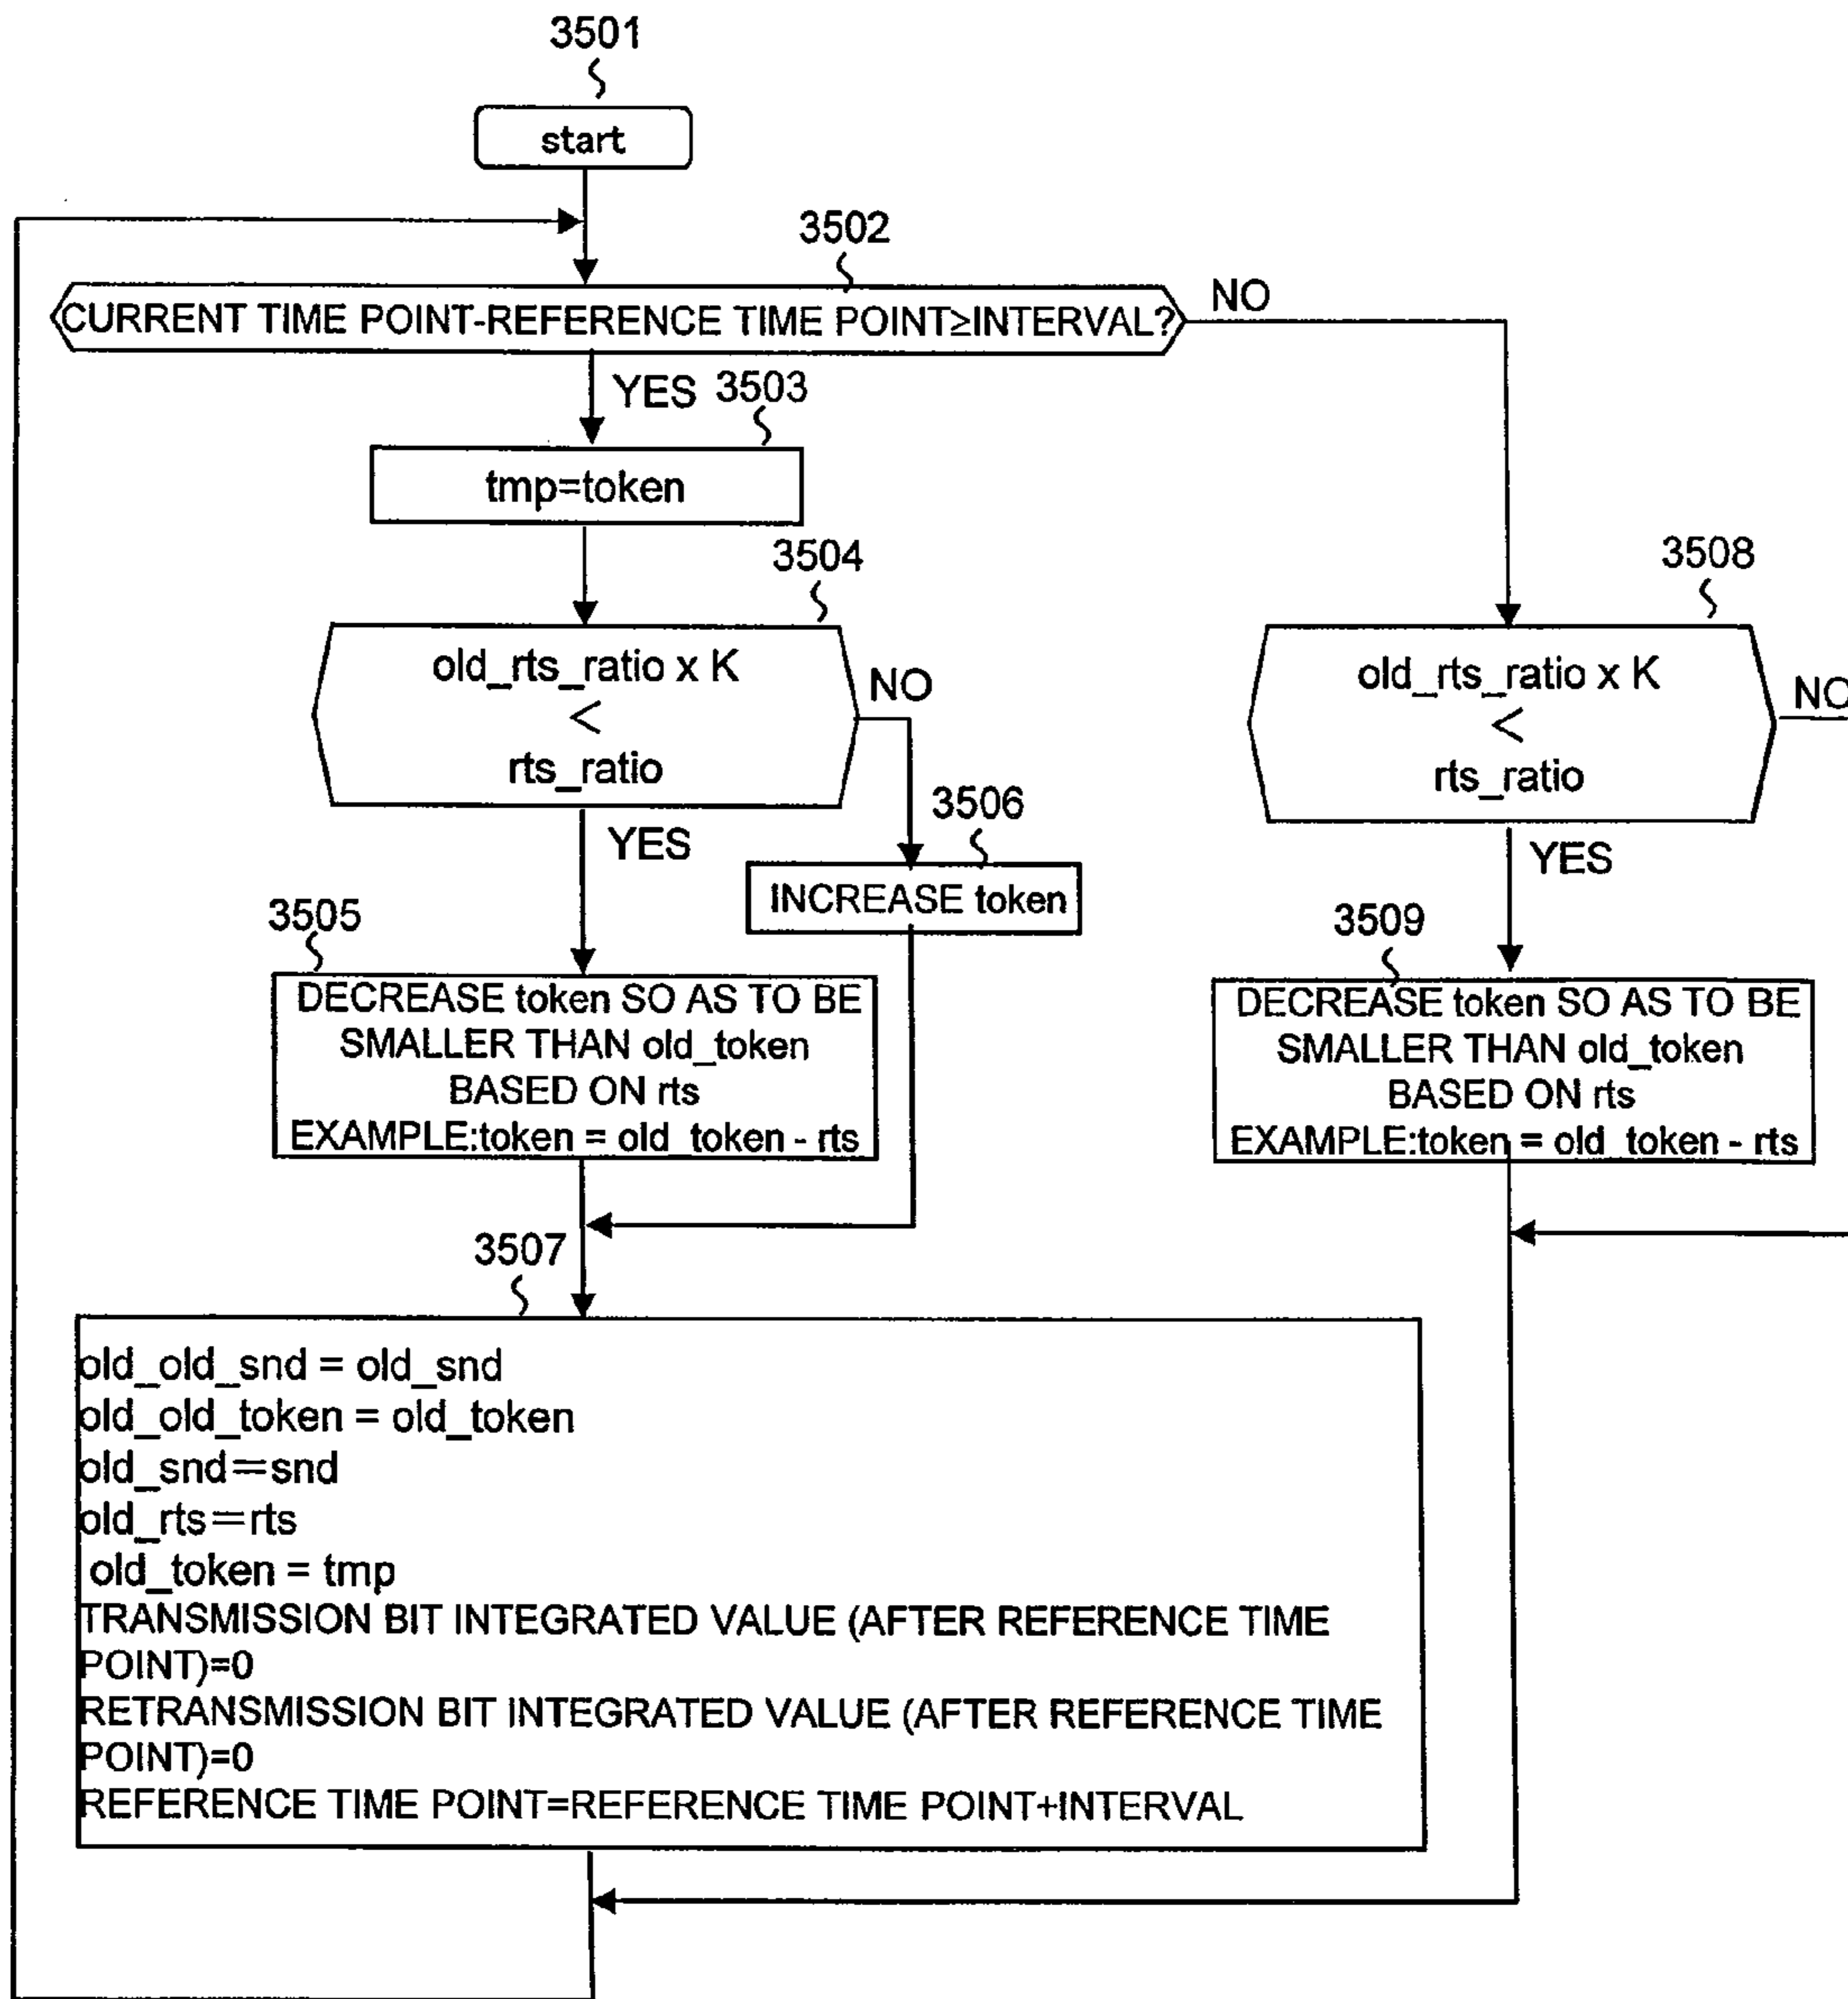 3501
start
3502
CURRENT TIME POINT-REFERENCE TIME POINT≥INTERVAL?
NO
YES
3503
tmp=token
3504
old_rts_ratio x K
<
rts_ratio
NO
YES
3506
INCREASE token
3505
DECREASE token SO AS TO BE
SMALLER THAN old_token
BASED ON rts
EXAMPLE:token = old_token - rts
3508
old_rts_ratio x K
<
rts_ratio
NO
YES
3509
DECREASE token SO AS TO BE
SMALLER THAN old_token
BASED ON rts
EXAMPLE:token = old_token - rts
3507
old_old_snd = old_snd
old_old_token = old_token
old_snd=snd
old_rts=rts
old_token = tmp
TRANSMISSION BIT INTEGRATED VALUE (AFTER REFERENCE TIME
POINT)=0
RETRANSMISSION BIT INTEGRATED VALUE (AFTER REFERENCE TIME
POINT)=0
REFERENCE TIME POINT=REFERENCE TIME POINT+INTERVAL